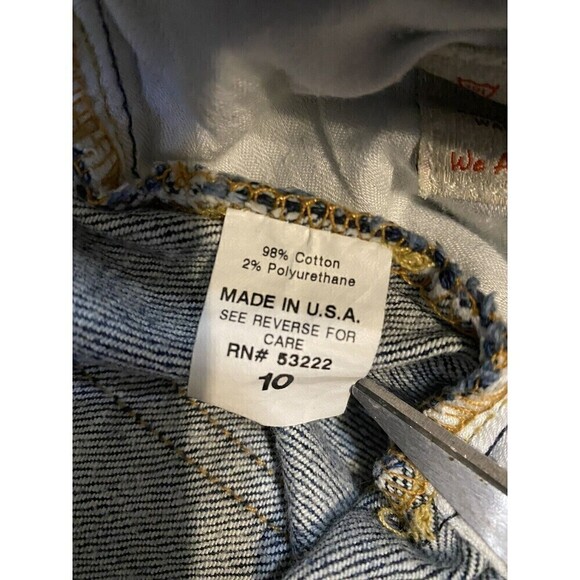 We
98% Cotton
2% Polyurethane
MADE IN U.S.A.
SEE REVERSE FOR
CARE
RN# 53222
10